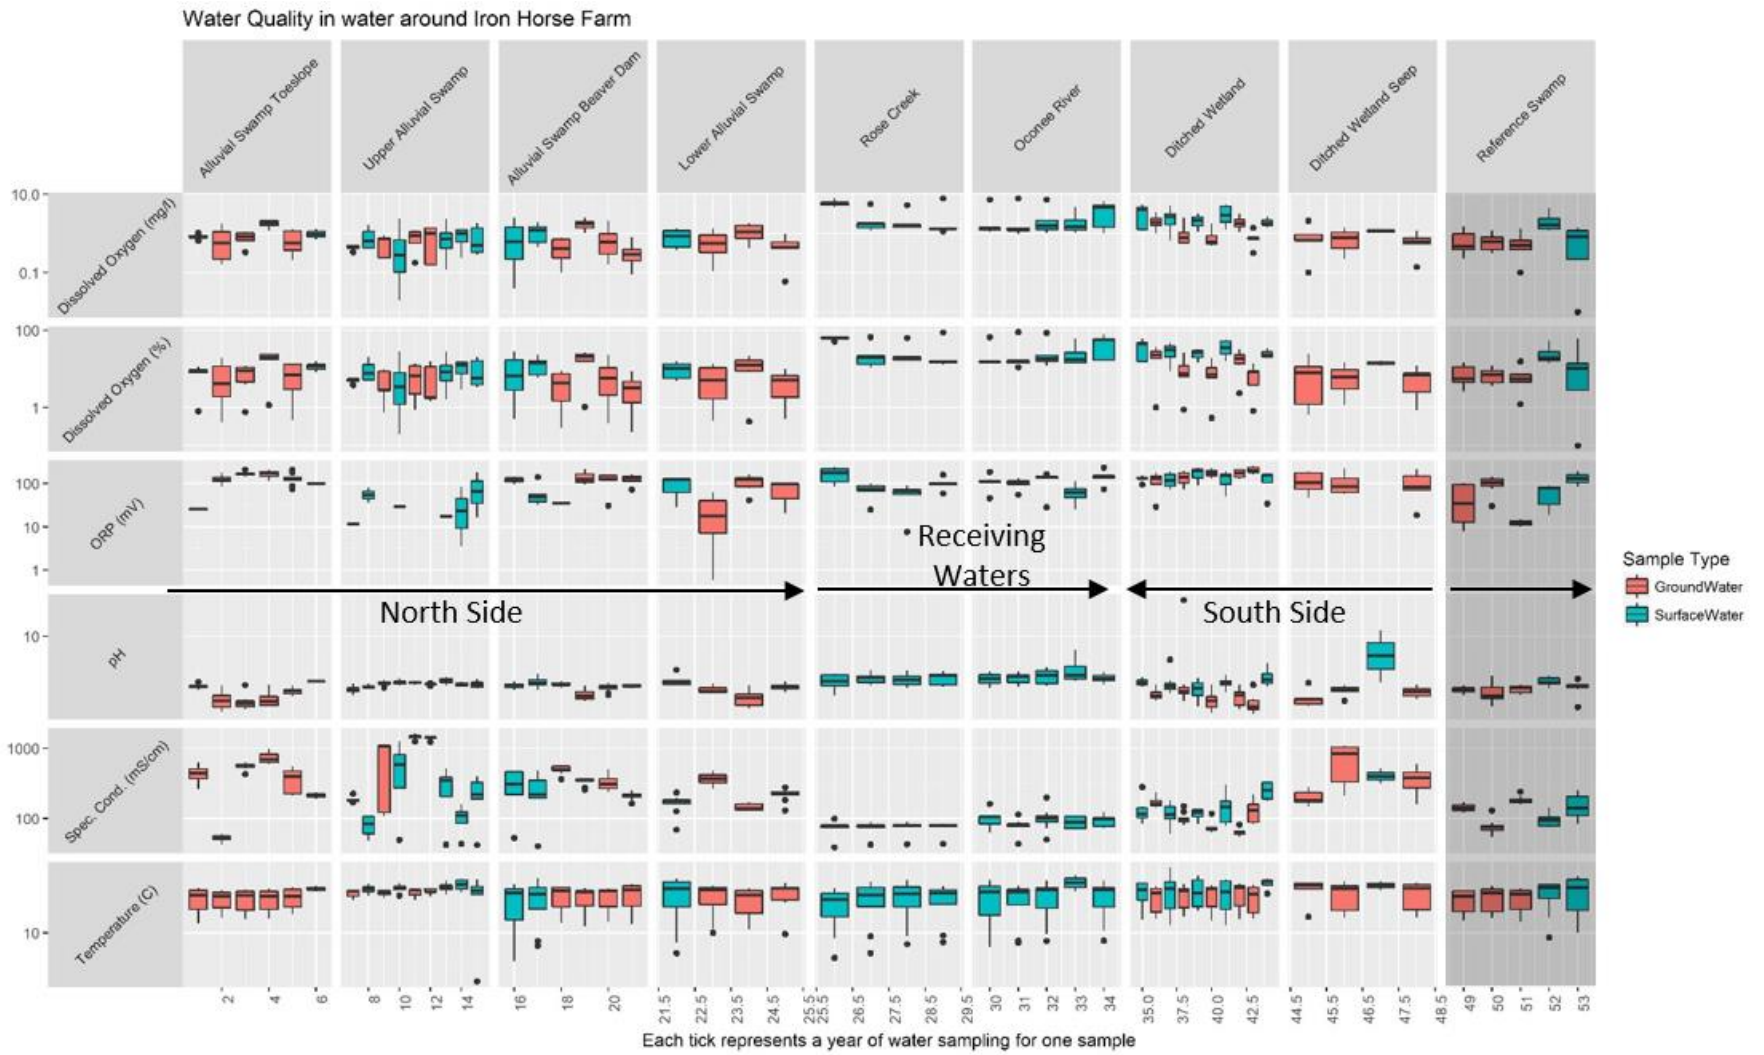 Water Quality in water around Iron Horse Farm
Alluvial Swamp Toeslope
Upper Alluvial Swamp
Alluvial Swamp Beaver Dam
Lower Alluvial Swamp
Rose Creek
Oconee River
Ditched Wetland
Ditched Wetland Seep
Reference Swamp
Dissolved Oxygen (mg/l)
10.0
0.1
Dissolved Oxygen (%)
100
1
ORP (mV)
100
10
1
Receiving
Waters
North Side
South Side
Sample Type
GroundWater
SurfaceWater
pH
10
Spec. Cond. (mS/cm)
1000
100
Temperature (C)
10
2 4 6 8 10 12 14 16 18 20 21.5 22.5 23.5 24.5 25.5 25.5 26.5 27.5 28.5 29.5 30 31 32 33 34 35.0 37.5 40.0 42.5 44.5 45.5 46.5 47.5 48.5 49 50 51 52 53
Each tick represents a year of water sampling for one sample